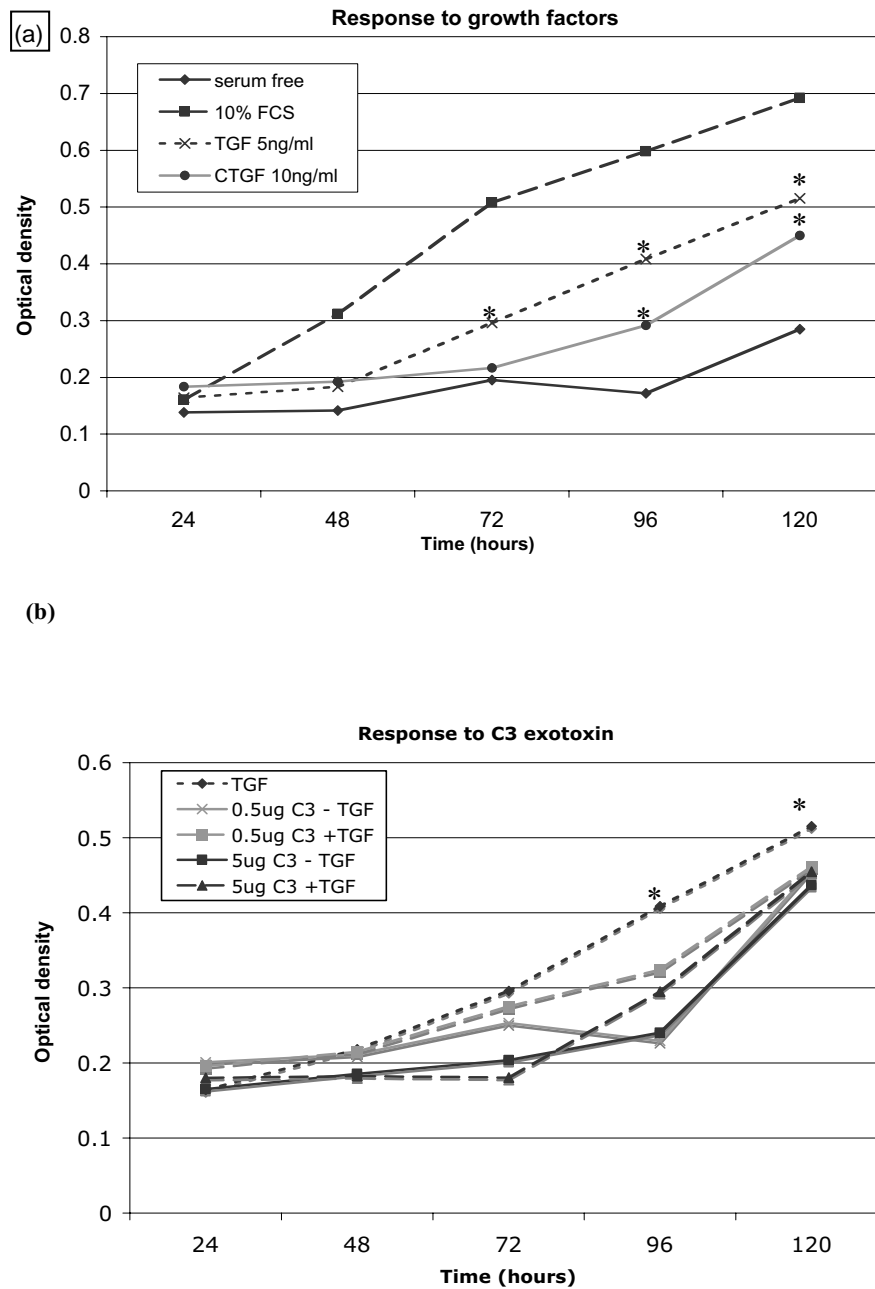 (a)
Response to growth factors
serum free
10% FCS
TGF 5ng/ml
CTGF 10ng/ml
Optical density
0.8
0.7
0.6
0.5
0.4
0.3
0.2
0.1
0
* * * * *
24 48 72 96 120
Time (hours)
(b)
Response to C3 exotoxin
TGF
0.5ug C3 - TGF
0.5ug C3 +TGF
5ug C3 - TGF
5ug C3 +TGF
Optical density
0.6
0.5
0.4
0.3
0.2
0.1
0
* *
24 48 72 96 120
Time (hours)